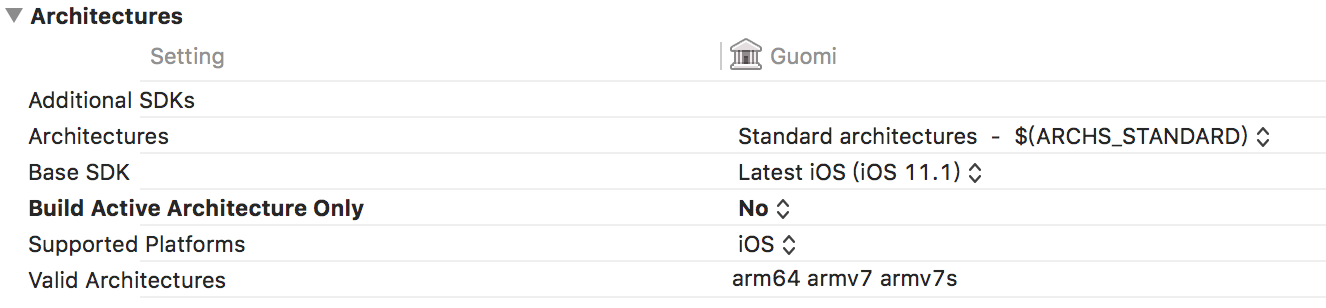 Architectures
Setting Guomi
Additional SDKs
Architectures Standard architectures - $(ARCHS_STANDARD)
Base SDK Latest iOS (iOS 11.1)
Build Active Architecture Only No
Supported Platforms iOS
Valid Architectures arm64 armv7 armv7s